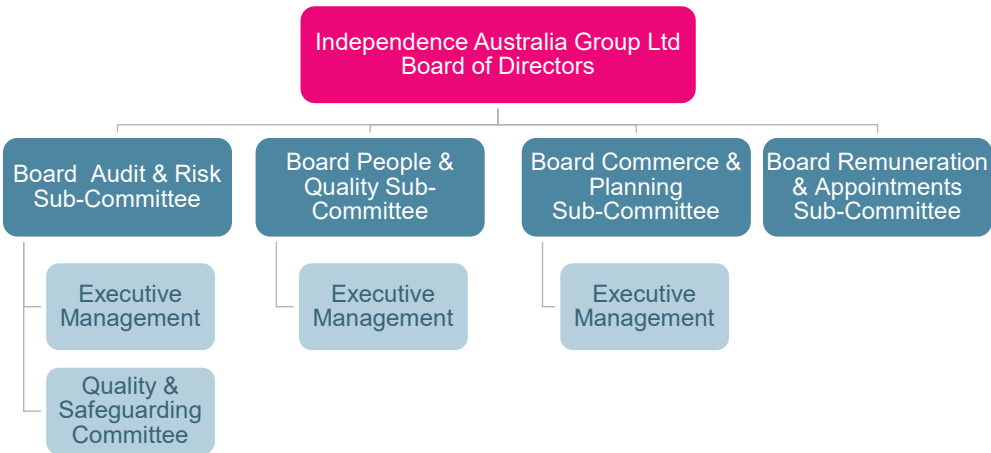 Independence Australia Group Ltd
Board of Directors
Board Audit & Risk
Sub-Committee
Board People &
Quality Sub-
Committee
Board Commerce &
Planning
Sub-Committee
Board Remuneration
& Appointments
Sub-Committee
Executive
Management
Executive
Management
Executive
Management
Quality &
Safeguarding
Committee